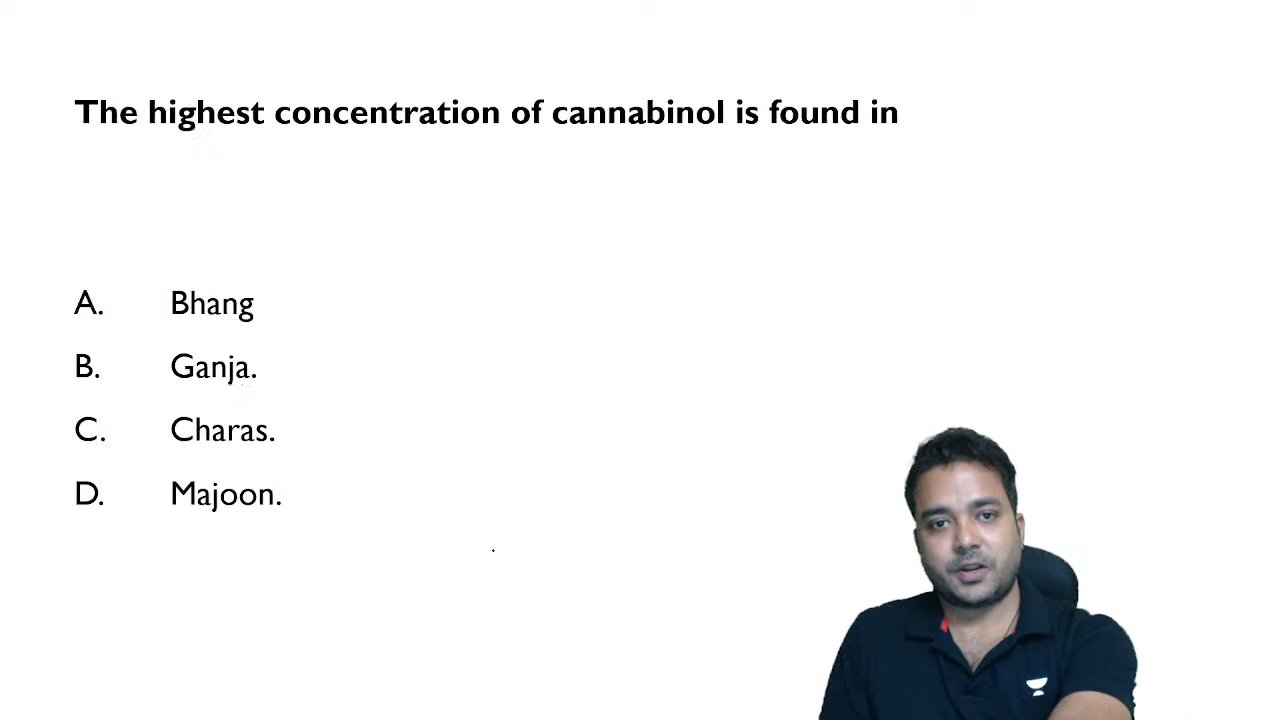 The highest concentration of cannabinol is found in
A. Bhang
B. Ganja.
C. Charas.
D. Majoon.